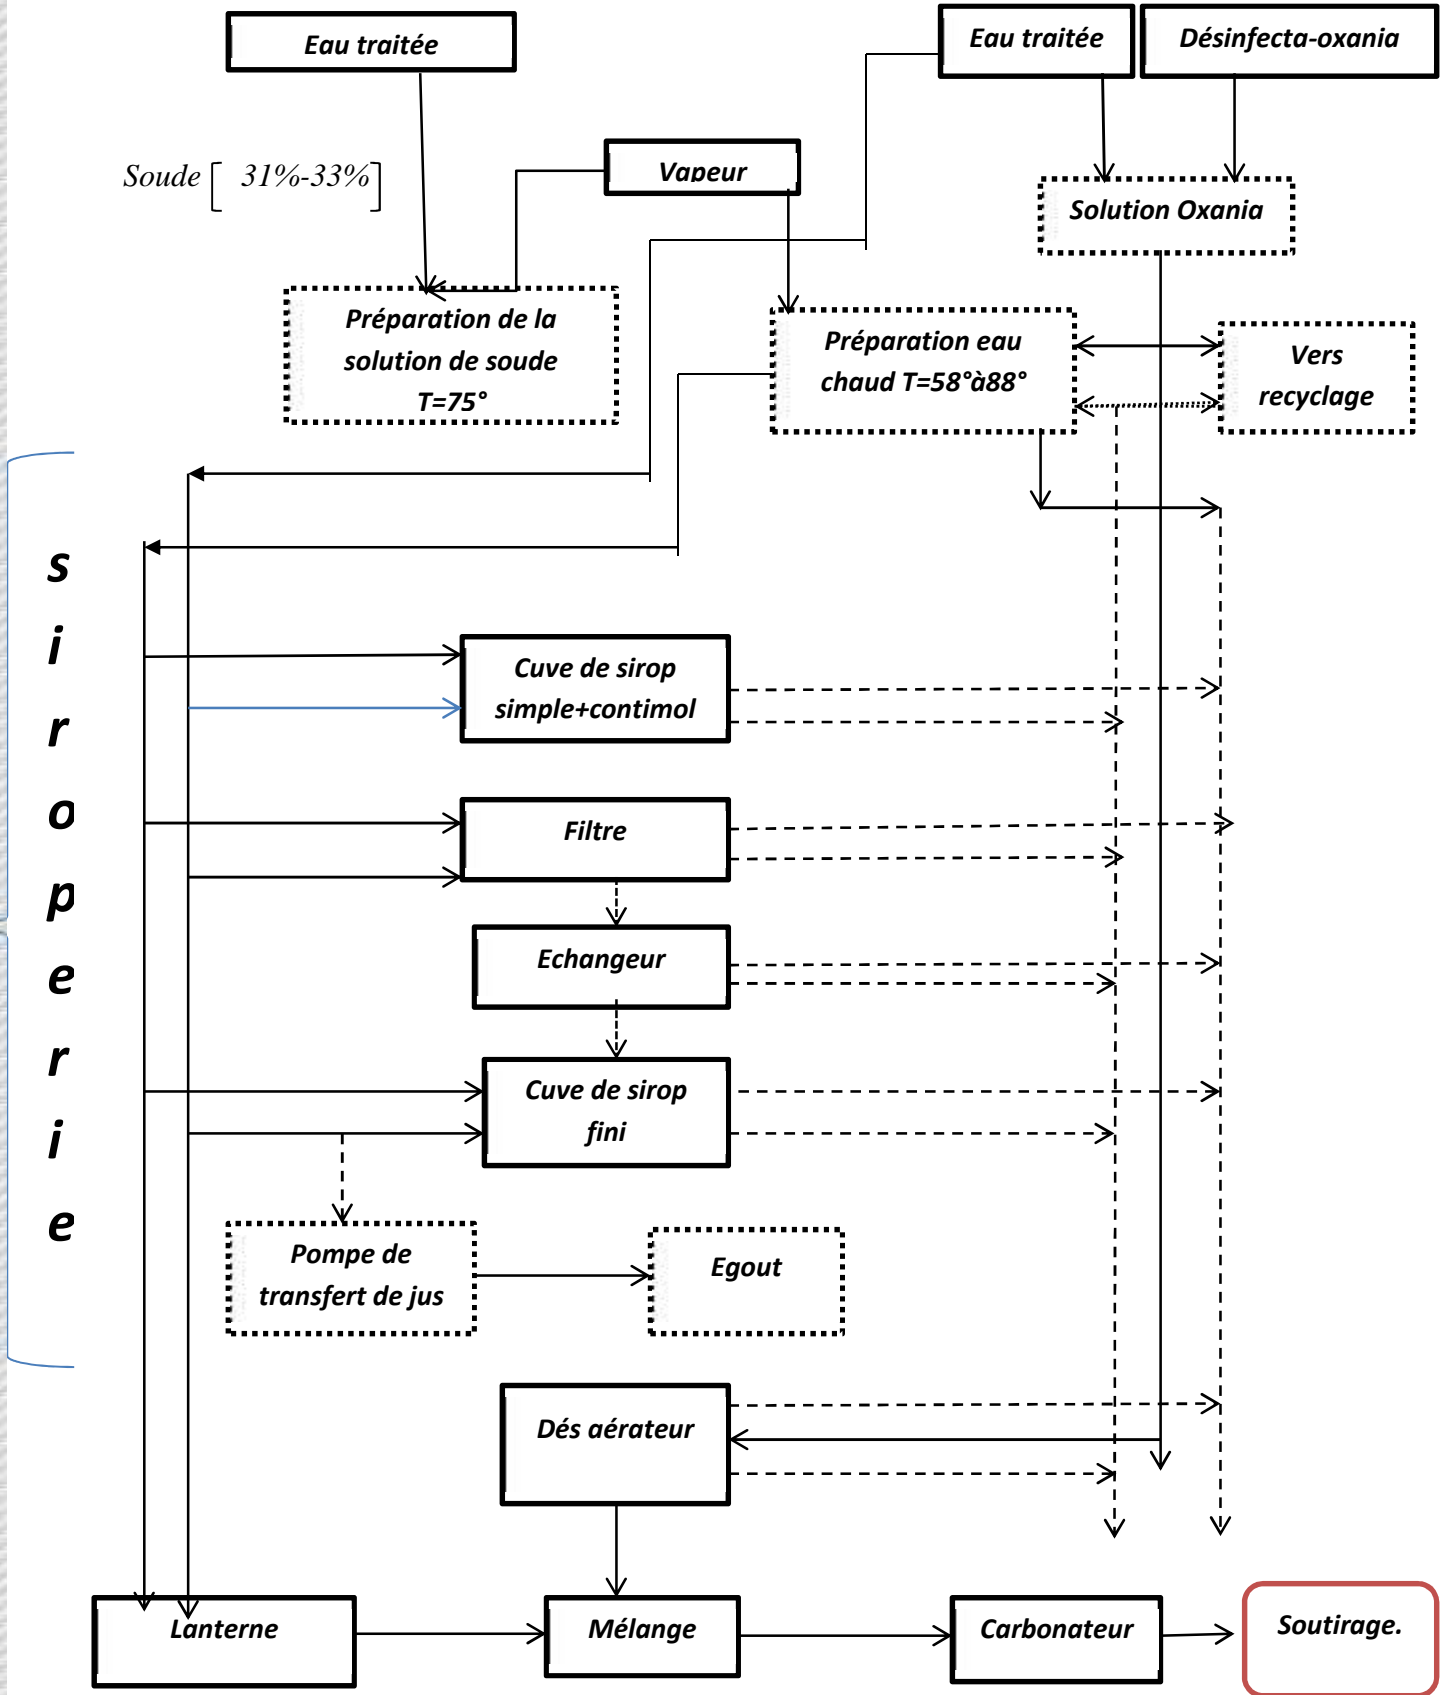 Eau traitée
Eau traitée
Désinfecta-oxania
Soude [ 31%-33%]
Vapeur
Solution Oxania
Préparation de la
solution de soude
T=75°
Préparation eau
chaud T=58°à88°
Vers
recyclage
s
i
r
o
p
e
r
i
e
Cuve de sirop
simple+contimol
Filtre
Echangeur
Cuve de sirop
fini
Pompe de
transfert de jus
Egout
Dés aérateur
Lanterne
Mélange
Carbonateur
Soutirage.